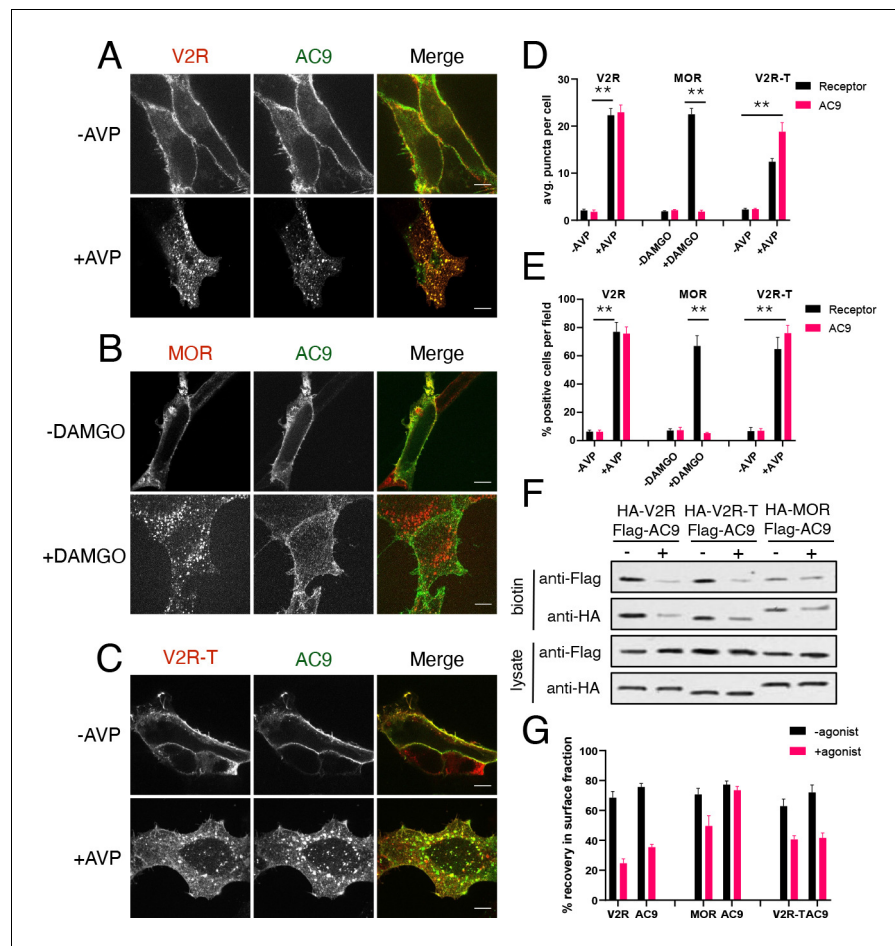 A
V2R AC9 Merge
-AVP
+AVP
B
MOR AC9 Merge
-DAMGO
+DAMGO
C
V2R-T AC9 Merge
-AVP
+AVP
D
V2R MOR V2R-T
Receptor
AC9
** ** **
avg. puncta per cell
30
20
10
0
-AVP +AVP -DAMGO +DAMGO -AVP +AVP
E
V2R MOR V2R-T
Receptor
AC9
** ** **
% positive cells per field
100
80
60
40
20
0
-AVP +AVP -DAMGO +DAMGO -AVP +AVP
F
HA-V2R HA-V2R-T HA-MOR
Flag-AC9 Flag-AC9 Flag-AC9
- + - + - +
biotin
anti-Flag
anti-HA
lysate
anti-Flag
anti-HA
G
-agonist
+agonist
% recovery in surface fraction
100
80
60
40
20
0
V2R AC9 MOR AC9 V2R-T AC9